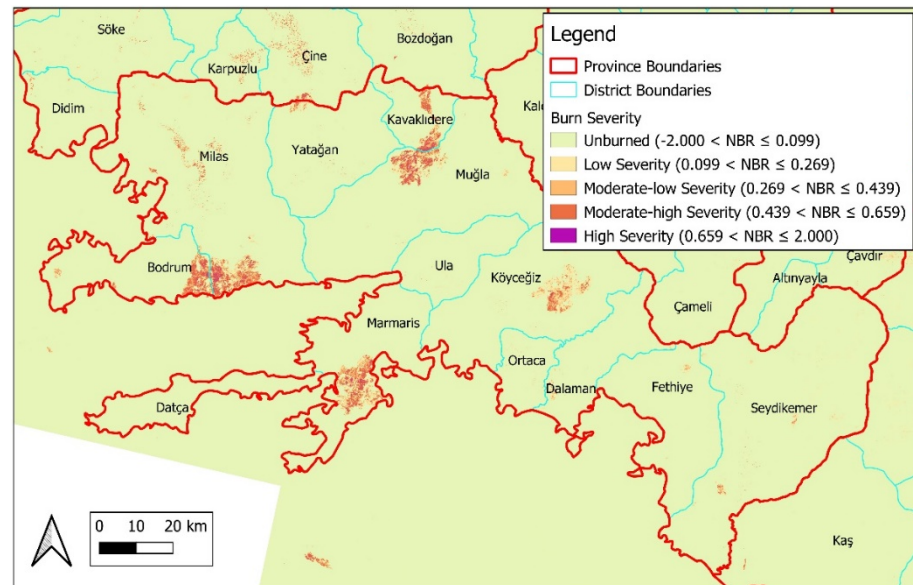 Söke
Bozdoğan
Çine
Karpuzlu
Didim
Kavaklıdere
Milas
Yatağan
Muğla
Bodrum
Ula
Köyceğiz
Marmaris
Ortaca
Dalaman
Datça
Fethiye
Seydikemer
Çameli
Altınyayla
Çavdır
Kaş
Legend
Province Boundaries
District Boundaries
Burn Severity
Unburned (-2.000 < NBR ≤ 0.099)
Low Severity (0.099 < NBR ≤ 0.269)
Moderate-low Severity (0.269 < NBR ≤ 0.439)
Moderate-high Severity (0.439 < NBR ≤ 0.659)
High Severity (0.659 < NBR ≤ 2.000)
0 10 20 km